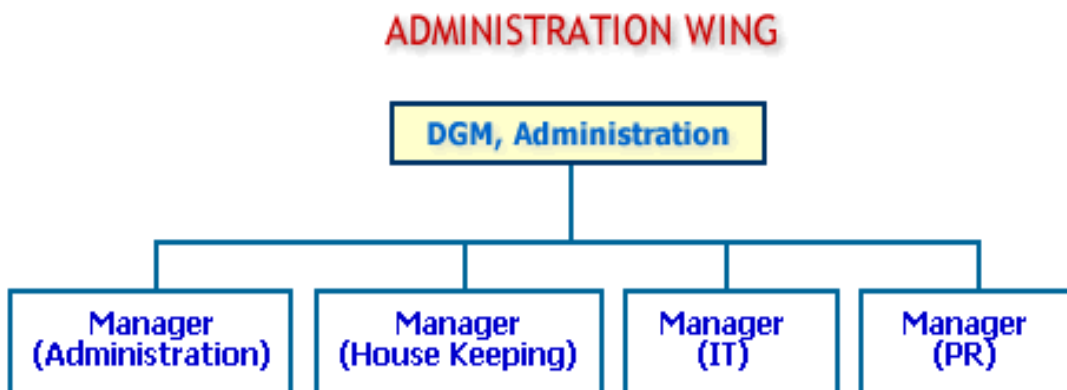 ADMINISTRATION WING
DGM, Administration
Manager
(Administration)
Manager
(House Keeping)
Manager
(IT)
Manager
(PR)